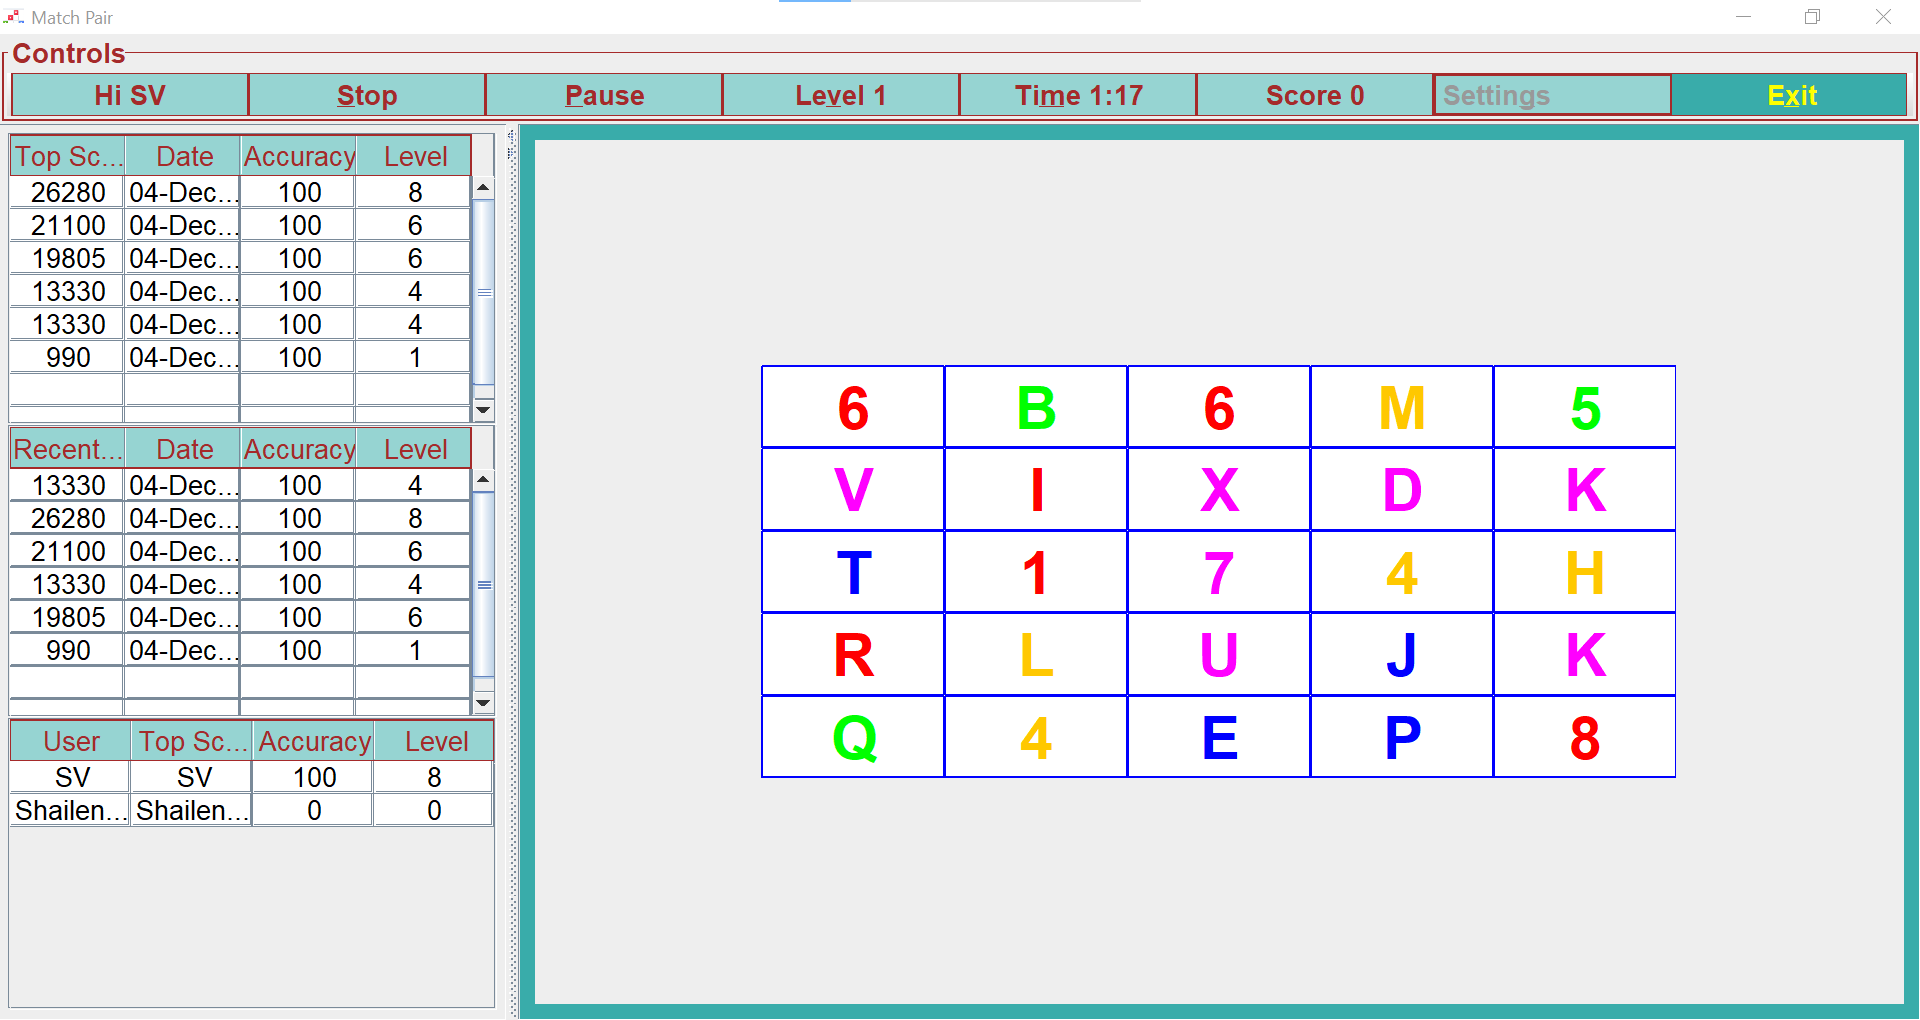 Match Pair
Controls
Hi SV Stop Pause Level 1 Time 1:17 Score 0 Settings Exit
Top Sc... Date Accuracy Level
26280 04-Dec... 100 8
21100 04-Dec... 100 6
19805 04-Dec... 100 6
13330 04-Dec... 100 4
13330 04-Dec... 100 4
990 04-Dec... 100 1
Recent... Date Accuracy Level
13330 04-Dec... 100 4
26280 04-Dec... 100 8
21100 04-Dec... 100 6
13330 04-Dec... 100 4
19805 04-Dec... 100 6
990 04-Dec... 100 1
User Top Sc... Accuracy Level
SV SV 100 8
Shailen... Shailen... 0 0
6 B 6 M 5
V I X D K
T 1 7 4 H
R L U J K
Q 4 E P 8